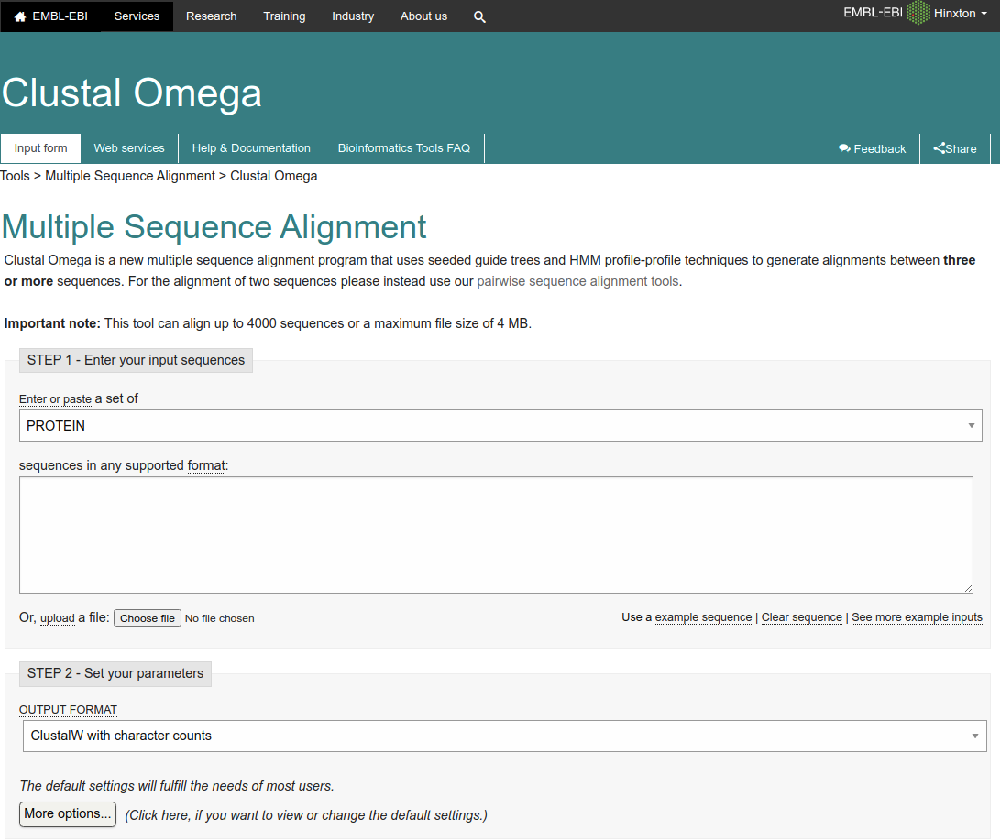 EMBL-EBI Services Research Training Industry About us EMBL-EBI Hinxton
Clustal Omega
Input form Web services Help & Documentation Bioinformatics Tools FAQ Feedback Share
Tools > Multiple Sequence Alignment > Clustal Omega
Multiple Sequence Alignment
Clustal Omega is a new multiple sequence alignment program that uses seeded guide trees and HMM profile-profile techniques to generate alignments between three
or more sequences. For the alignment of two sequences please instead use our pairwise sequence alignment tools.
Important note: This tool can align up to 4000 sequences or a maximum file size of 4 MB.
STEP 1 - Enter your input sequences
Enter or paste a set of
PROTEIN
sequences in any supported format:
Or, upload a file: Choose file No file chosen Use a example sequence | Clear sequence | See more example inputs
STEP 2 - Set your parameters
OUTPUT FORMAT
ClustalW with character counts
The default settings will fulfill the needs of most users.
More options... (Click here, if you want to view or change the default settings.)